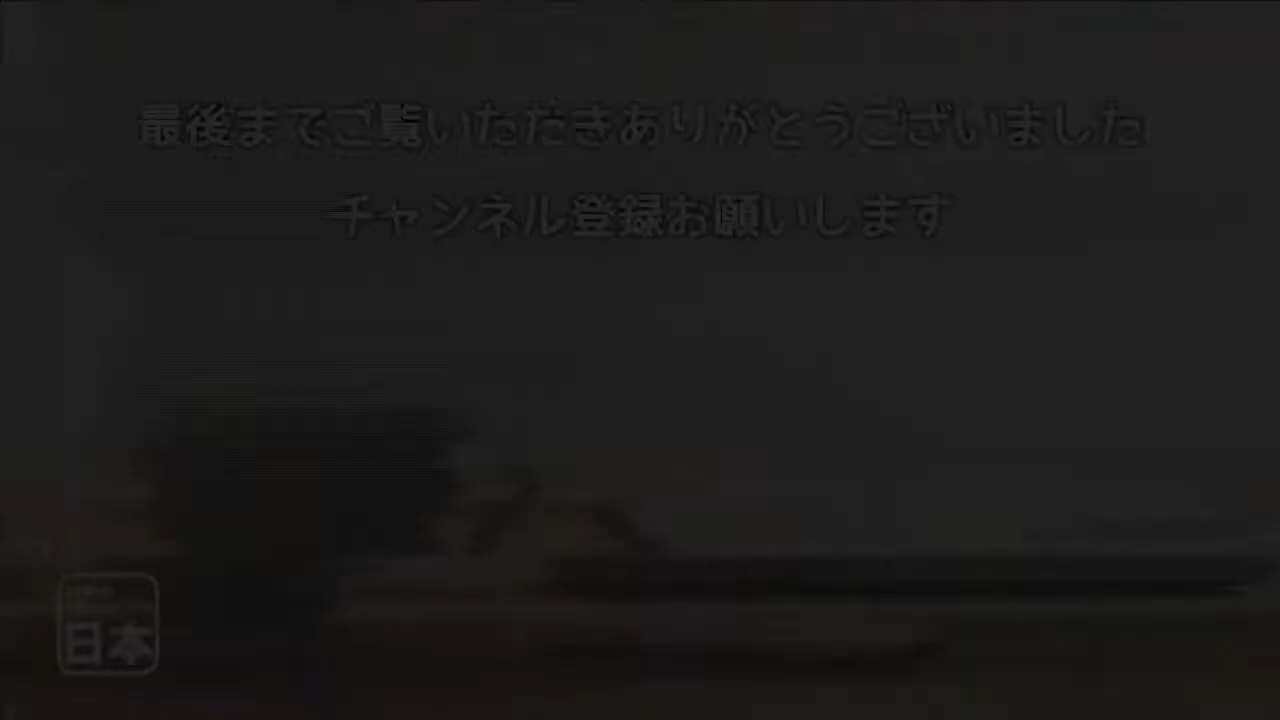 最後までご覧いただきありがとうございました
チャンネル登録お願いします
日本